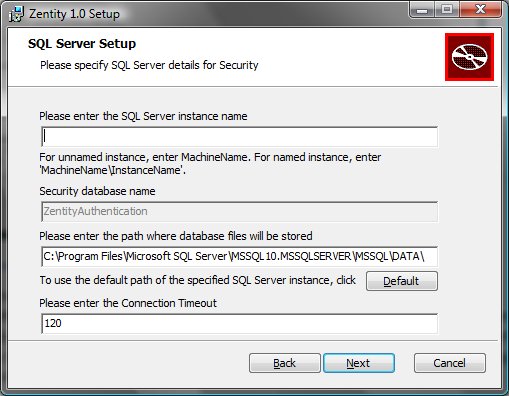 Zentity 1.0 Setup
SQL Server Setup
Please specify SQL Server details for Security
Please enter the SQL Server instance name
For unnamed instance, enter MachineName. For named instance, enter
'MachineName\InstanceName'.
Security database name
ZentityAuthentication
Please enter the path where database files will be stored
C:\Program Files\Microsoft SQL Server\MSSQL10.MSSQLSERVER\MSSQL\DATA\
To use the default path of the specified SQL Server instance, click Default
Please enter the Connection Timeout
120
Back Next Cancel